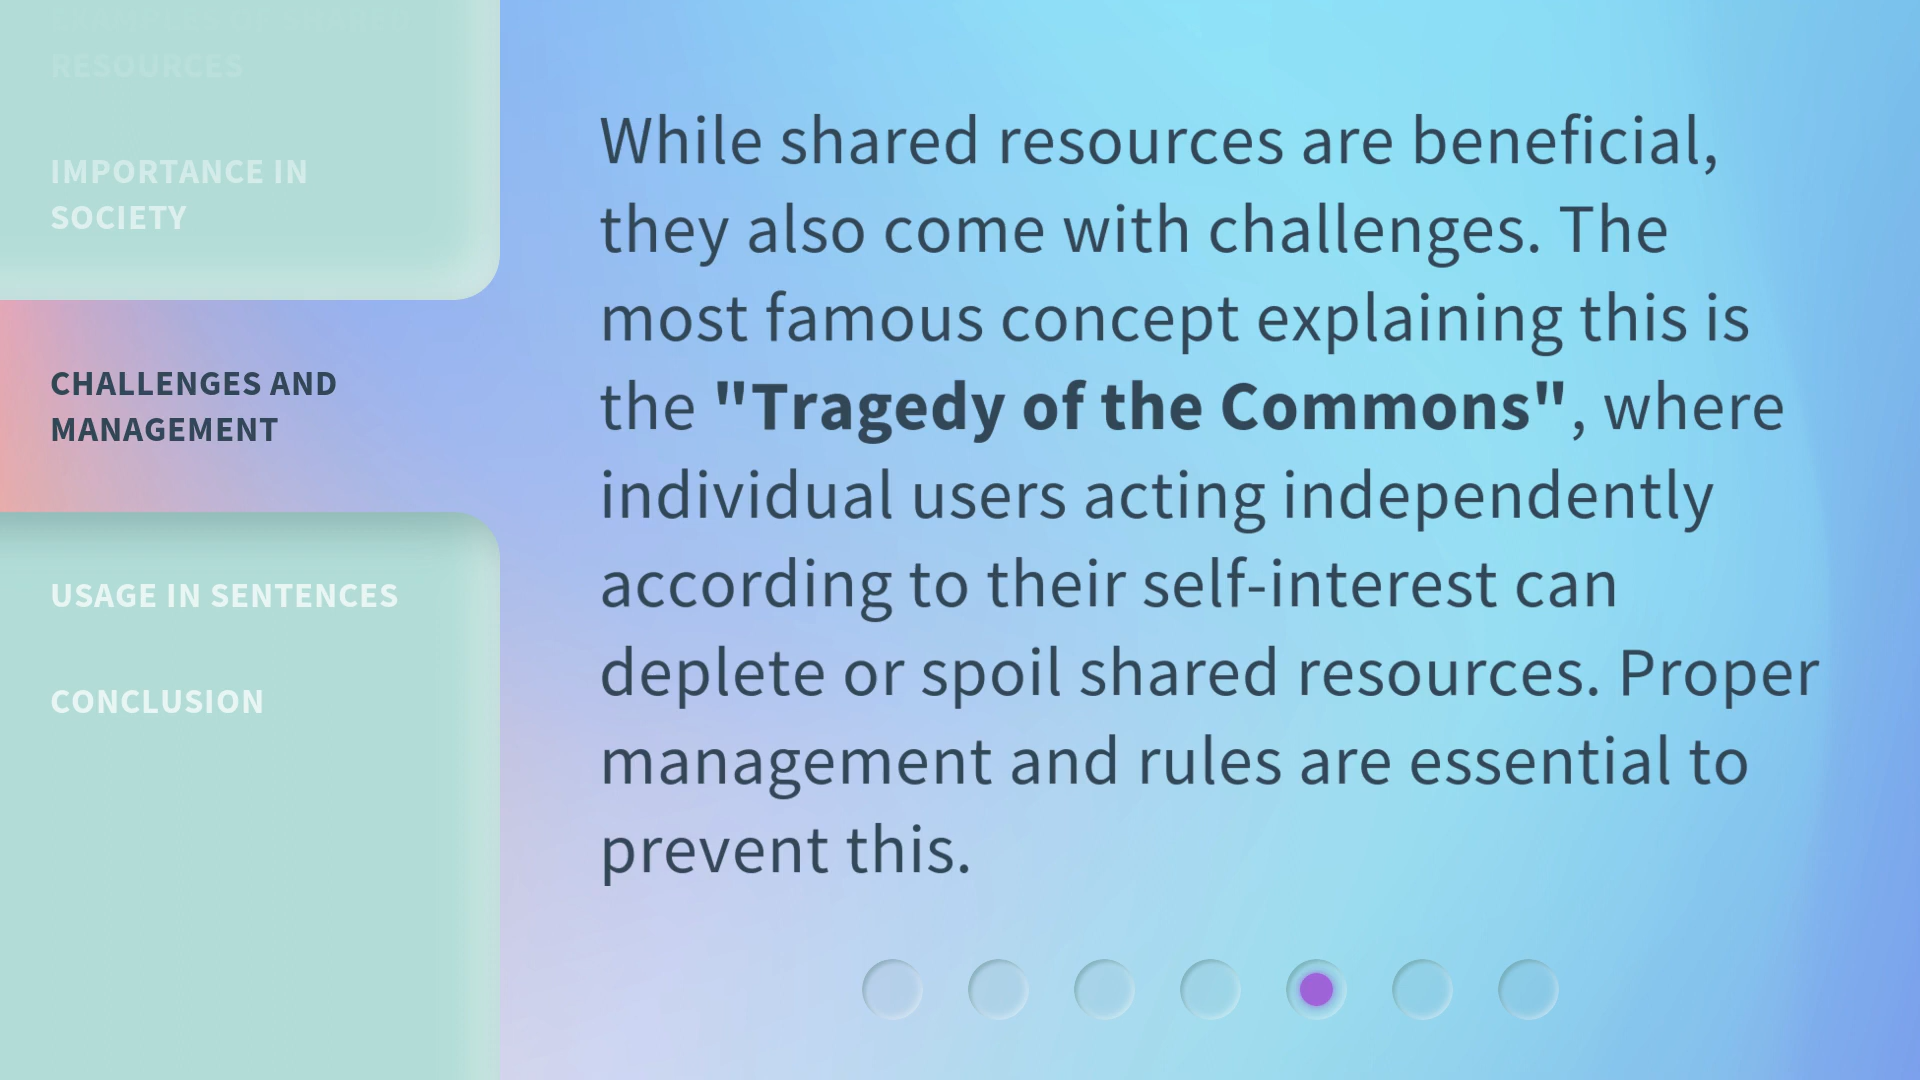 EXAMPLES OF SHARED
RESOURCES
IMPORTANCE IN
SOCIETY
CHALLENGES AND
MANAGEMENT
USAGE IN SENTENCES
CONCLUSION
While shared resources are beneficial,
they also come with challenges. The
most famous concept explaining this is
the "Tragedy of the Commons", where
individual users acting independently
according to their self-interest can
deplete or spoil shared resources. Proper
management and rules are essential to
prevent this.